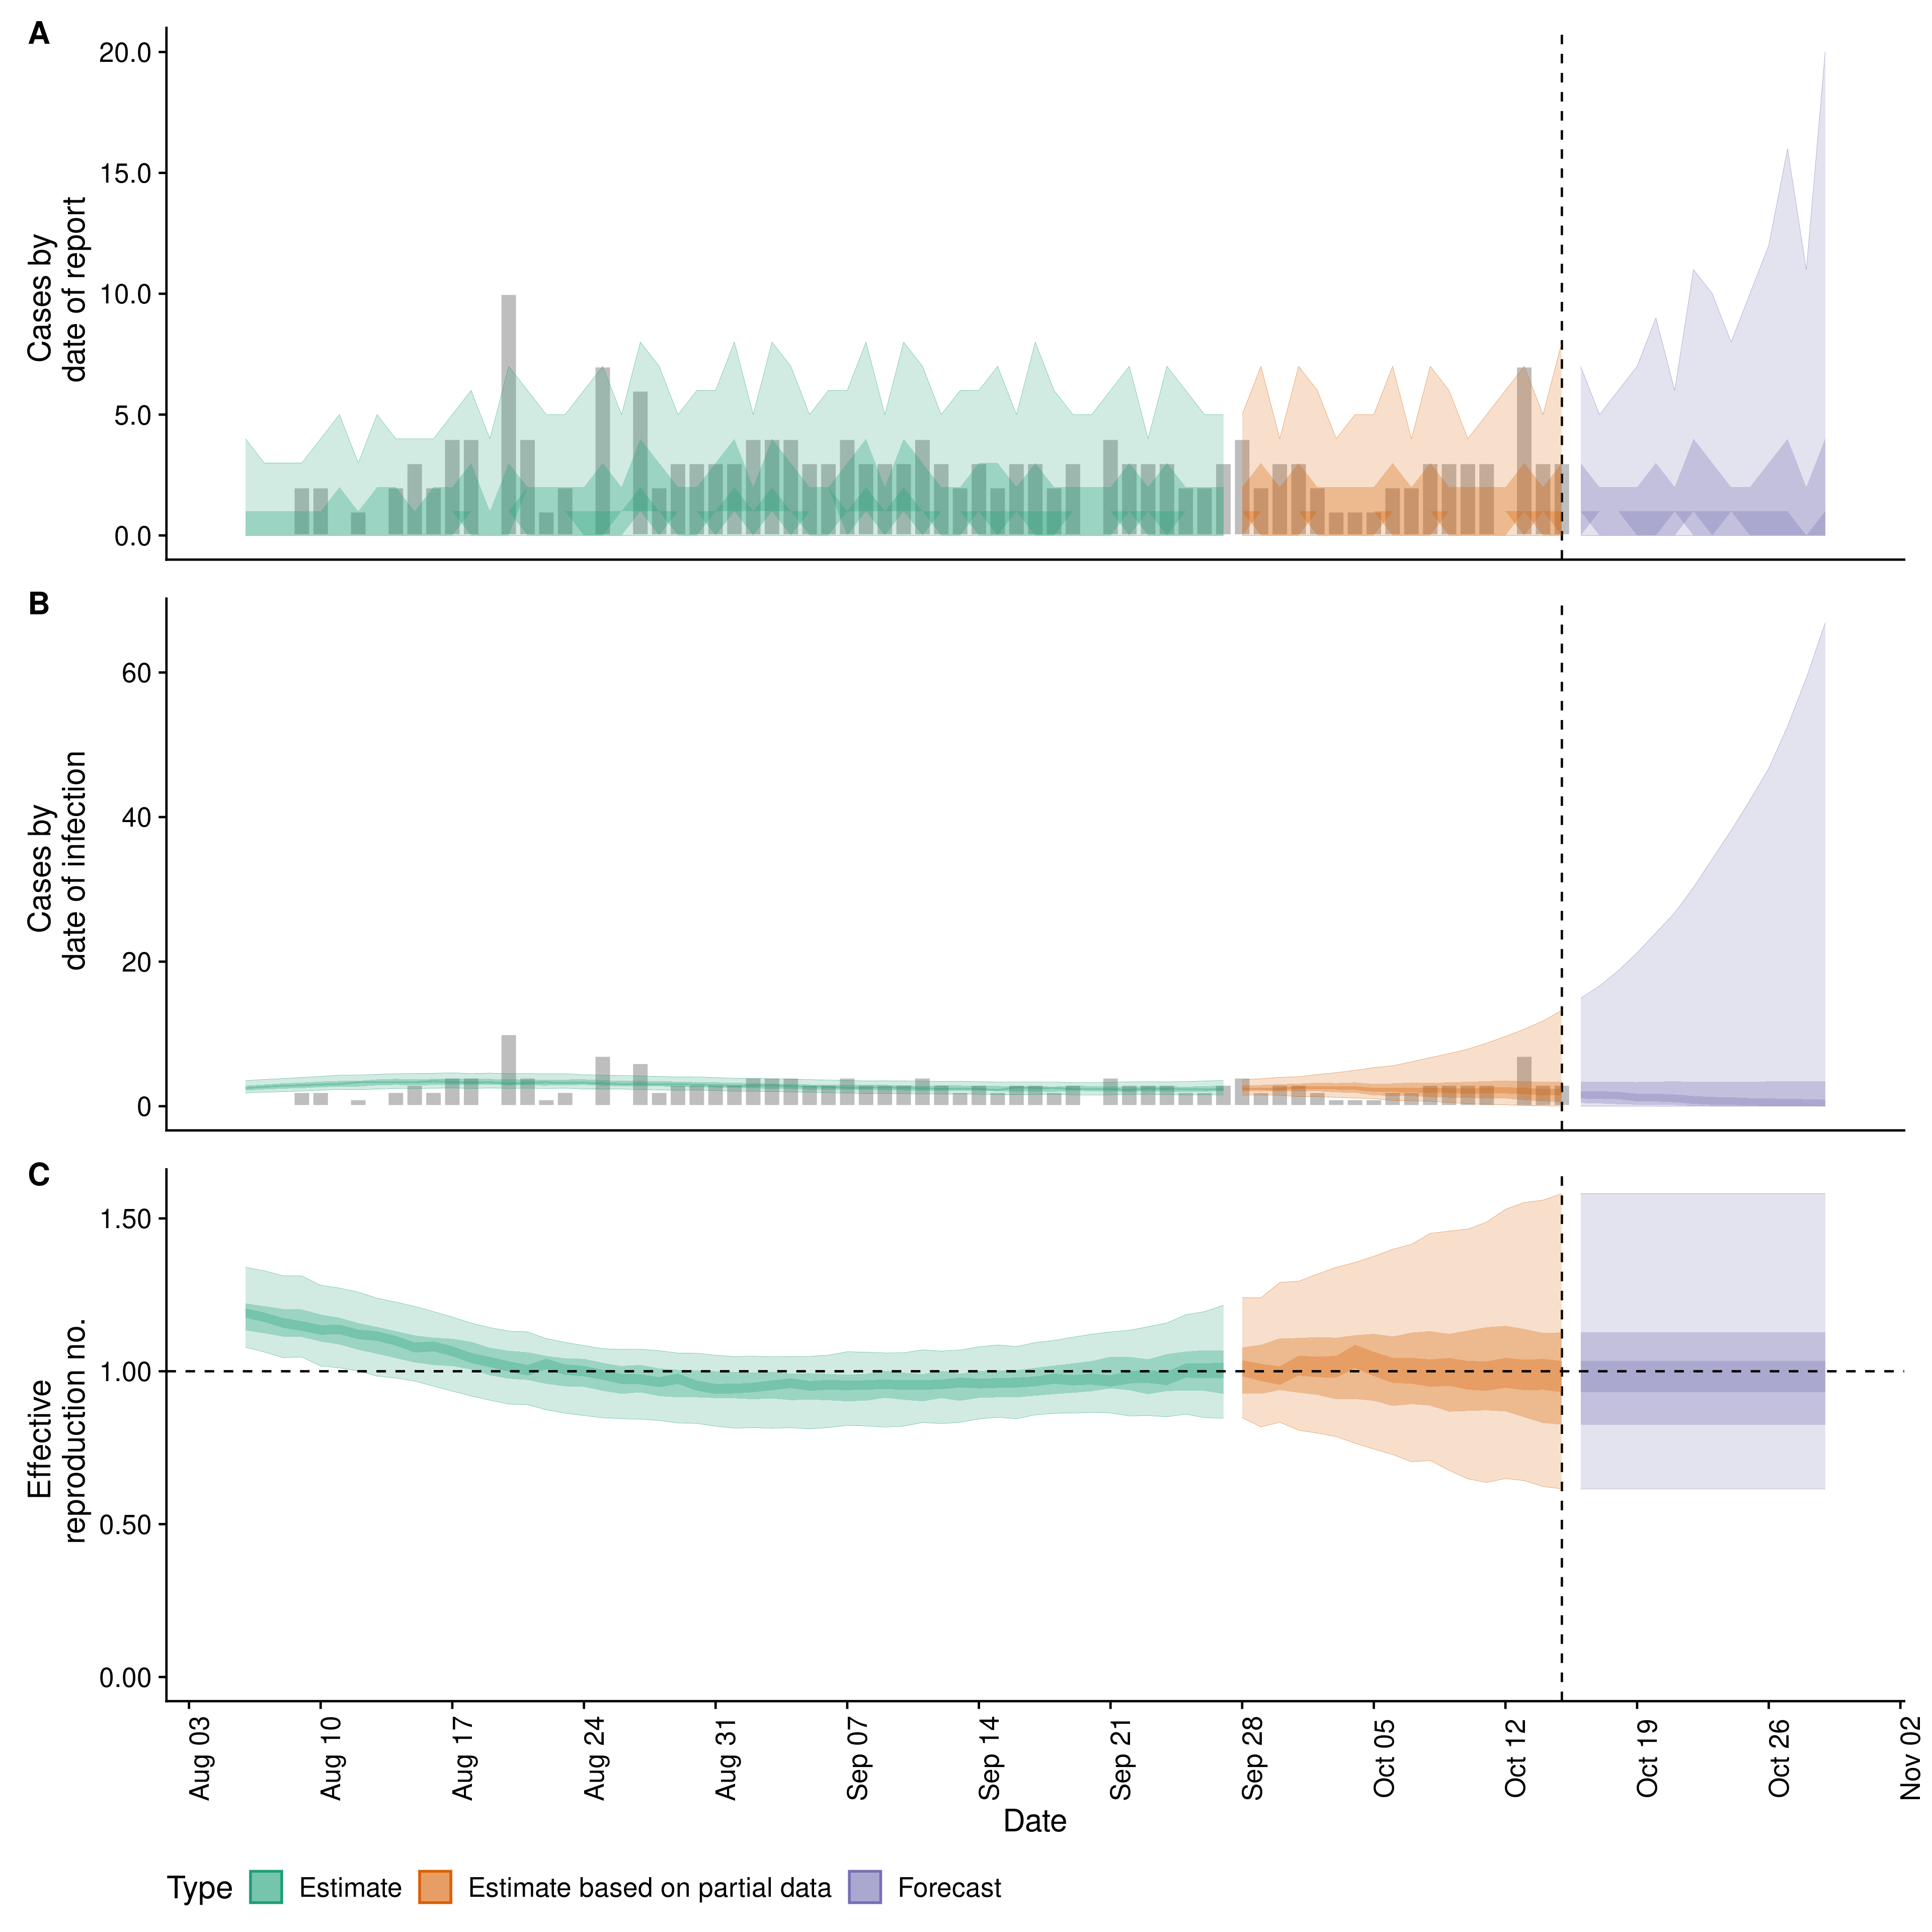 A
Cases by
date of report
20.0
15.0
10.0
5.0
0.0
B
Cases by
date of infection
60
40
20
0
C
Effective
reproduction no.
1.50
1.00
0.50
0.00
Aug 03
Aug 10
Aug 17
Aug 24
Aug 31
Sep 07
Sep 14
Sep 21
Sep 28
Oct 05
Oct 12
Oct 19
Oct 26
Nov 02
Date
Type
Estimate
Estimate based on partial data
Forecast